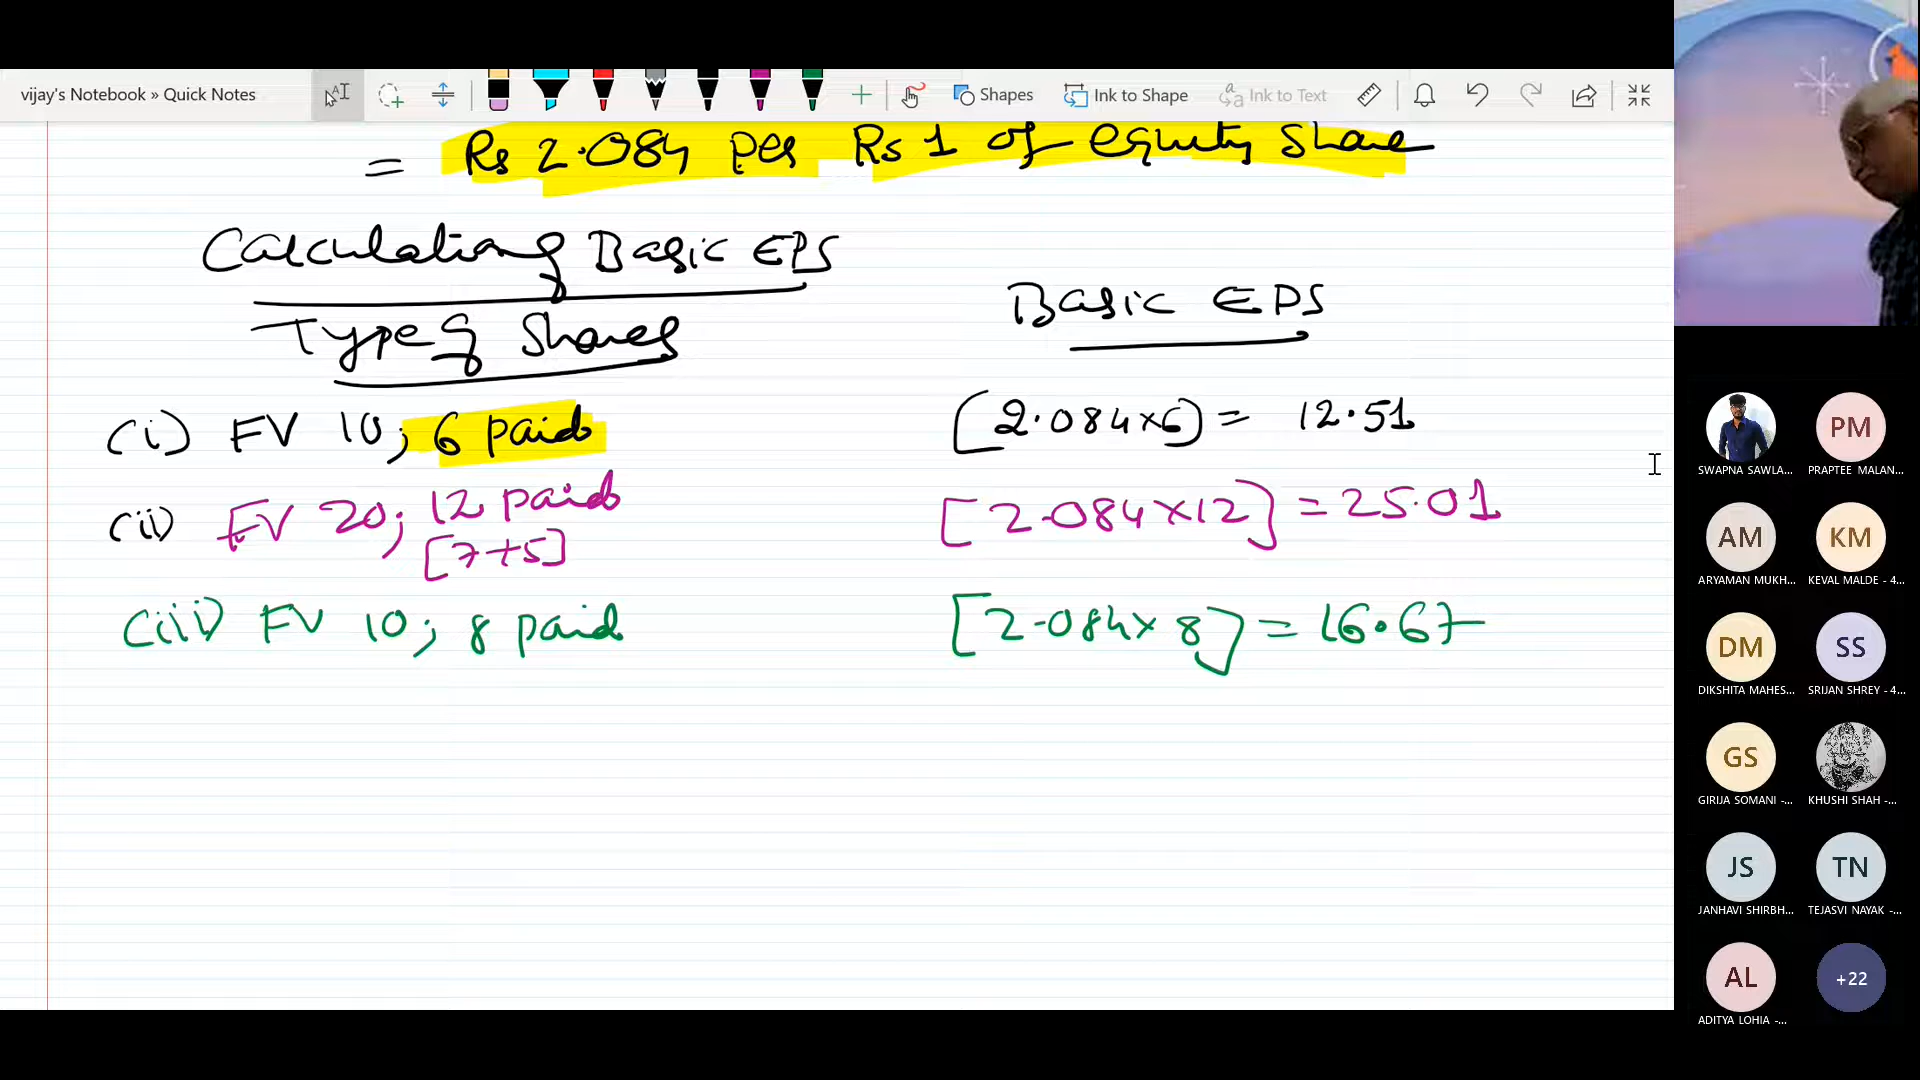 vijay's Notebook » Quick Notes
Shapes
Ink to Shape
Ink to Text
= Rs 2.084 per Rs 1 of equity share
Calculation of Basic EPS
Type of Shares
Basic EPS
(i) FV 10; 6 paid
[2.084×6) = 12.51
(ii) FV 20; 12 paid
[7+5]
[2.084×12] = 25.01
(iii) FV 10; 8 paid
[2.084×8] = 16.67
SWAPNA SAWLA...
PM
PRAPTEE MALAN...
AM
ARYAMAN MUKH...
KM
KEVAL MALDE - 4...
DM
DIKSHITA MAHES...
SS
SRIJAN SHREY - 4...
GS
GIRIJA SOMANI -...
KHUSHI SHAH -...
JS
JANHAVI SHIRBH...
TN
TEJASVI NAYAK -...
AL
ADITYA LOHIA -...
+22